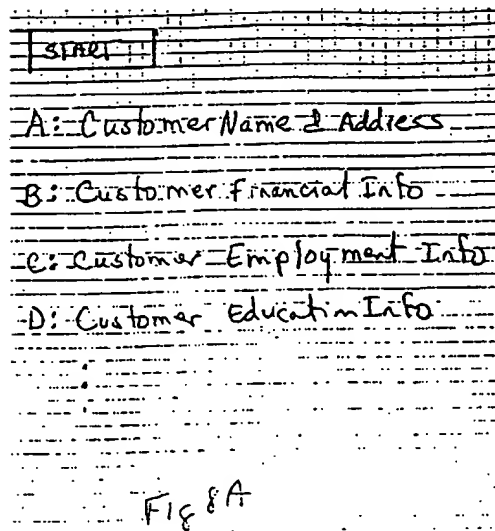 START
A: Customer Name & Address
B: Customer Financial Info
C: Customer Employment Info
D: Customer Education Info
Fig 8A